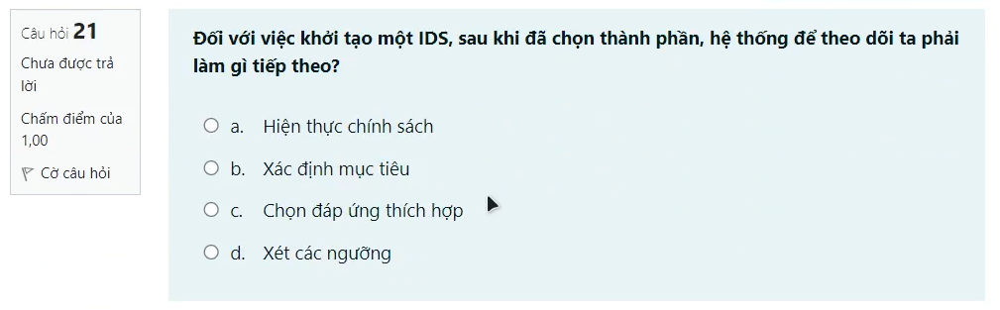 Câu hỏi 21
Chưa được trả
lời
Chấm điểm của
1,00
Cờ câu hỏi
Đối với việc khởi tạo một IDS, sau khi đã chọn thành phần, hệ thống để theo dõi ta phải
làm gì tiếp theo?
a. Hiện thực chính sách
b. Xác định mục tiêu
c. Chọn đáp ứng thích hợp
d. Xét các ngưỡng